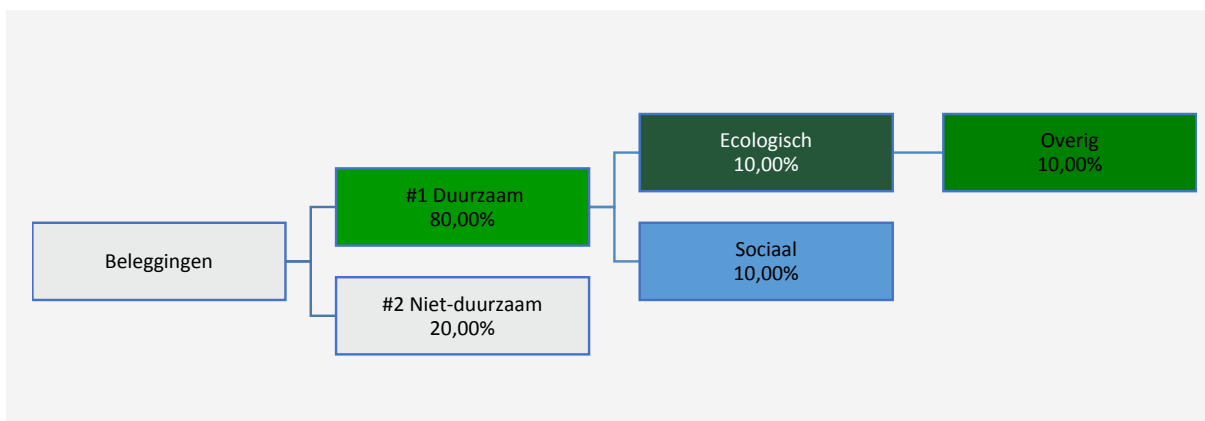 Beleggingen
#1 Duurzaam
80,00%
#2 Niet-duurzaam
20,00%
Ecologisch
10,00%
Sociaal
10,00%
Overig
10,00%